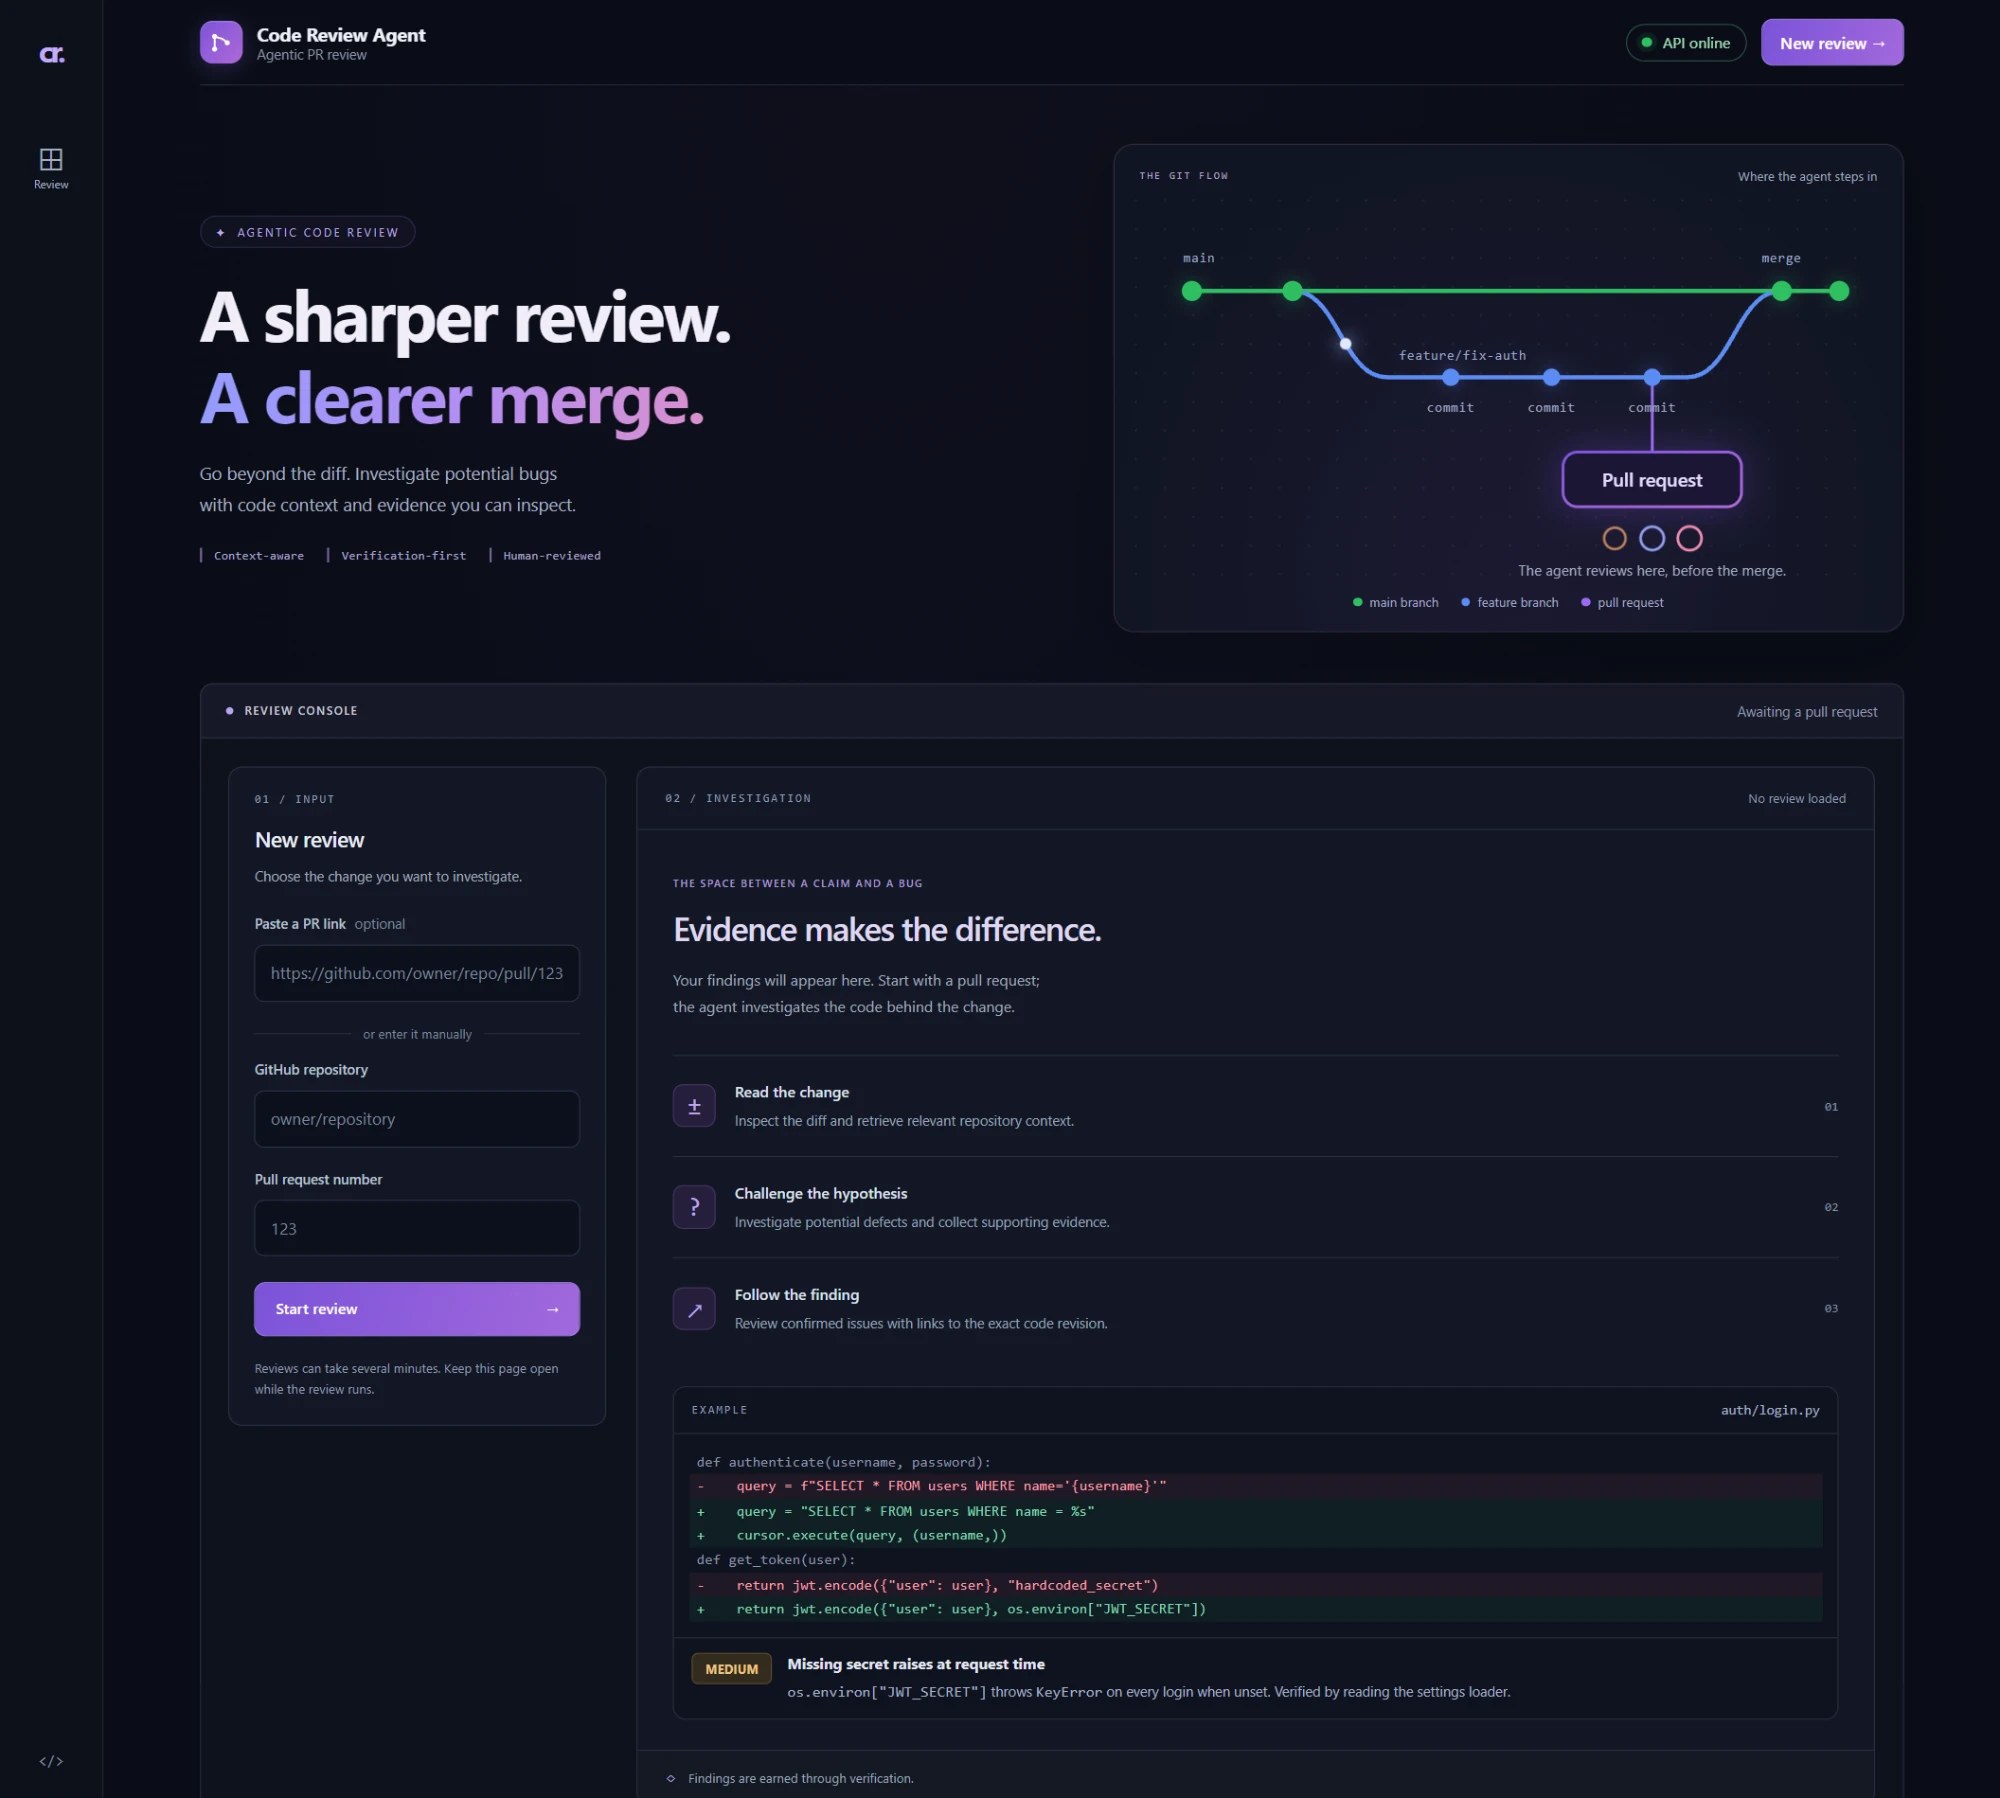 cr.
Review
Code Review Agent
Agentic PR review
API online
New review →
✦ AGENTIC CODE REVIEW
A sharper review.
A clearer merge.
Go beyond the diff. Investigate potential bugs
with code context and evidence you can inspect.
Context-aware
Verification-first
Human-reviewed
THE GIT FLOW
Where the agent steps in
main
merge
feature/fix-auth
commit
commit
commit
Pull request
The agent reviews here, before the merge.
main branch
feature branch
pull request
REVIEW CONSOLE
Awaiting a pull request
01 / INPUT
New review
Choose the change you want to investigate.
Paste a PR link optional
https://github.com/owner/repo/pull/123
or enter it manually
GitHub repository
owner/repository
Pull request number
123
Start review →
Reviews can take several minutes. Keep this page open
while the review runs.
02 / INVESTIGATION
No review loaded
THE SPACE BETWEEN A CLAIM AND A BUG
Evidence makes the difference.
Your findings will appear here. Start with a pull request;
the agent investigates the code behind the change.
±
Read the change
Inspect the diff and retrieve relevant repository context.
01
?
Challenge the hypothesis
Investigate potential defects and collect supporting evidence.
02
↗
Follow the finding
Review confirmed issues with links to the exact code revision.
03
EXAMPLE
auth/login.py
def authenticate(username, password):
-    query = f"SELECT * FROM users WHERE name='{username}'"
+    query = "SELECT * FROM users WHERE name = %s"
+    cursor.execute(query, (username,))
def get_token(user):
-    return jwt.encode({"user": user}, "hardcoded_secret")
+    return jwt.encode({"user": user}, os.environ["JWT_SECRET"])
MEDIUM
Missing secret raises at request time
os.environ["JWT_SECRET"] throws KeyError on every login when unset. Verified by reading the settings loader.
◇ Findings are earned through verification.
</>